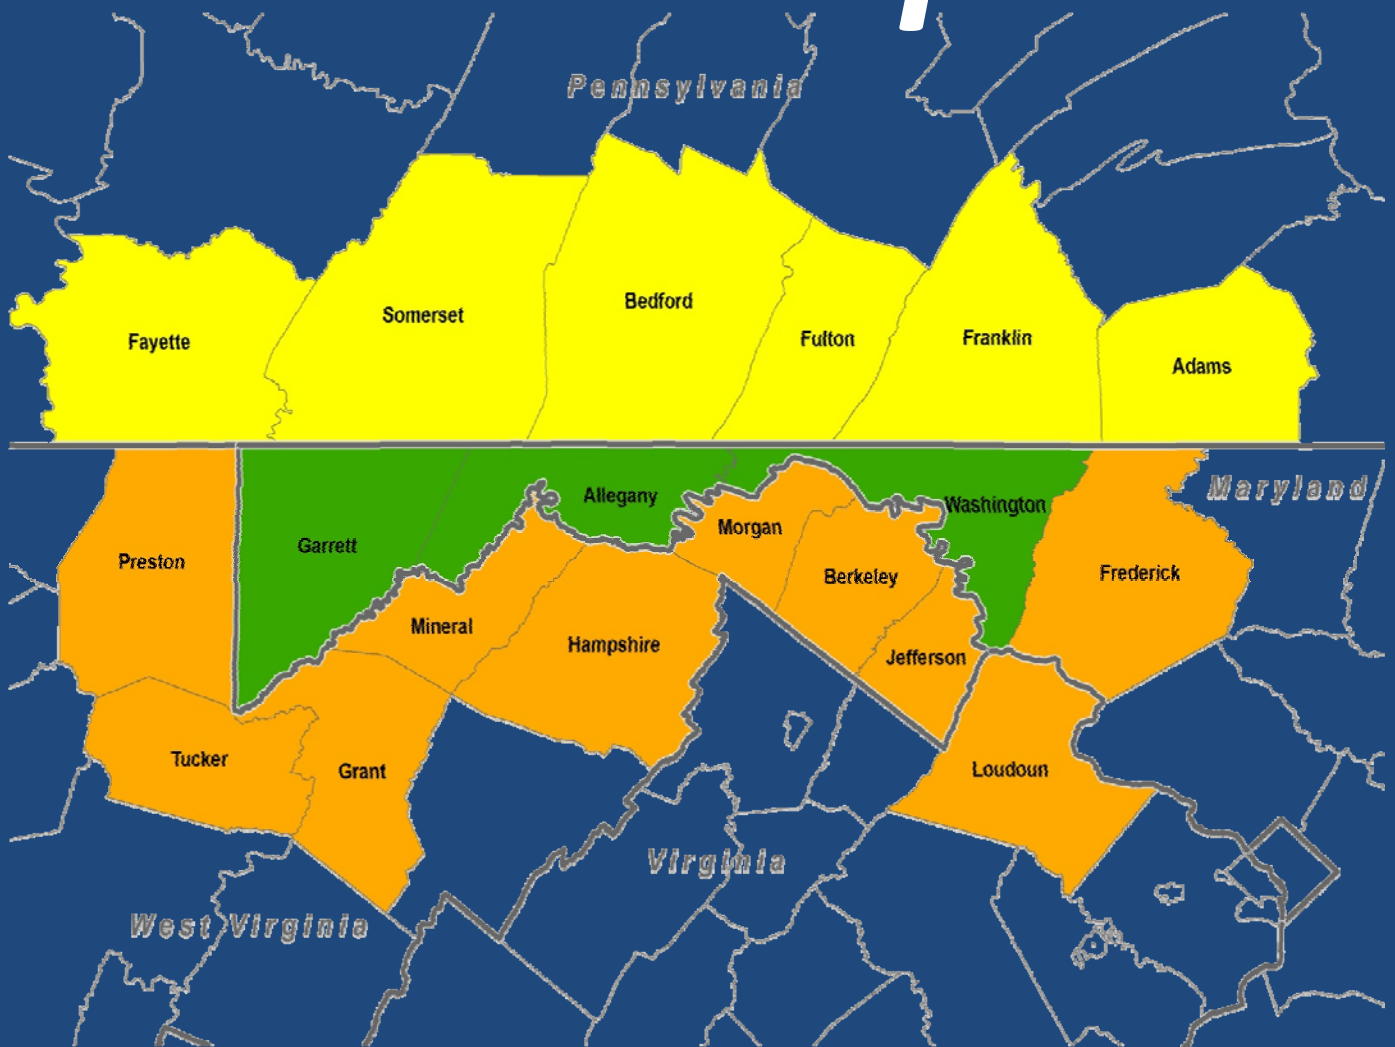 Pennsylvania
Bedford
Somerset
Fulton
Franklin
Fayette
Adams
Maryland
Allegany
Washington
Morgan
Garrett
Preston
Frederick
Berkeley
Mineral
Hampshire
Jefferson
Tucker
Grant
Loudoun
Virginia
West Virginia